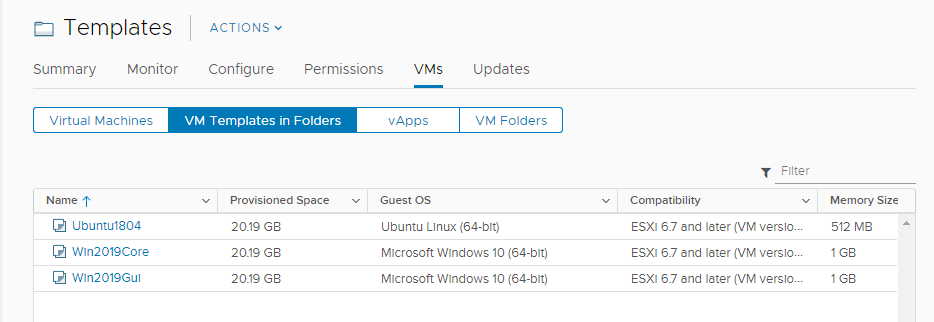 Templates ACTIONS
Summary Monitor Configure Permissions VMs Updates
Virtual Machines VM Templates in Folders vApps VM Folders
Filter
Name Provisioned Space Guest OS Compatibility Memory Size
Ubuntu1804 20.19 GB Ubuntu Linux (64-bit) ESXi 6.7 and later (VM versio... 512 MB
Win2019Core 20.19 GB Microsoft Windows 10 (64-bit) ESXi 6.7 and later (VM versio... 1 GB
Win2019Gui 20.19 GB Microsoft Windows 10 (64-bit) ESXi 6.7 and later (VM versio... 1 GB